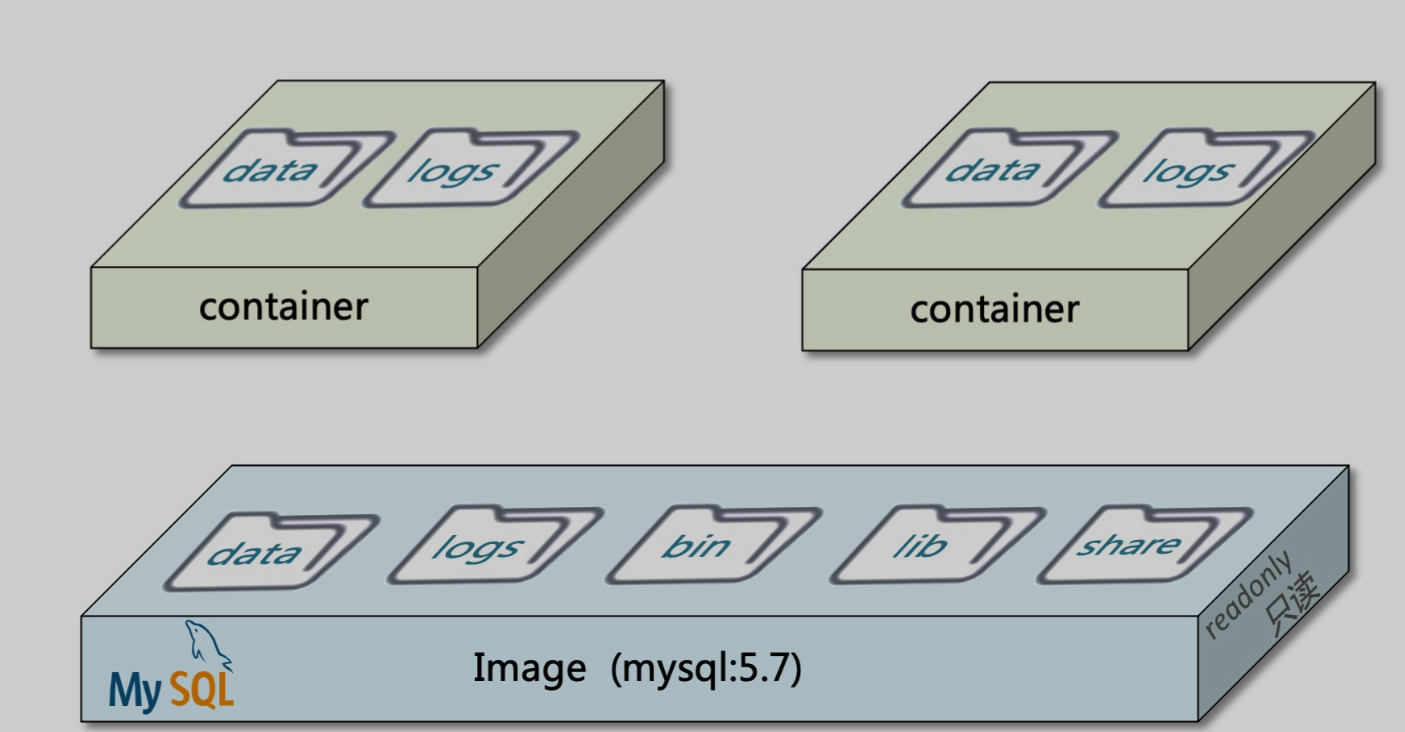 data logs
data logs
container
container
data logs bin lib share
readonly
只读
MySQL
Image (mysql:5.7)